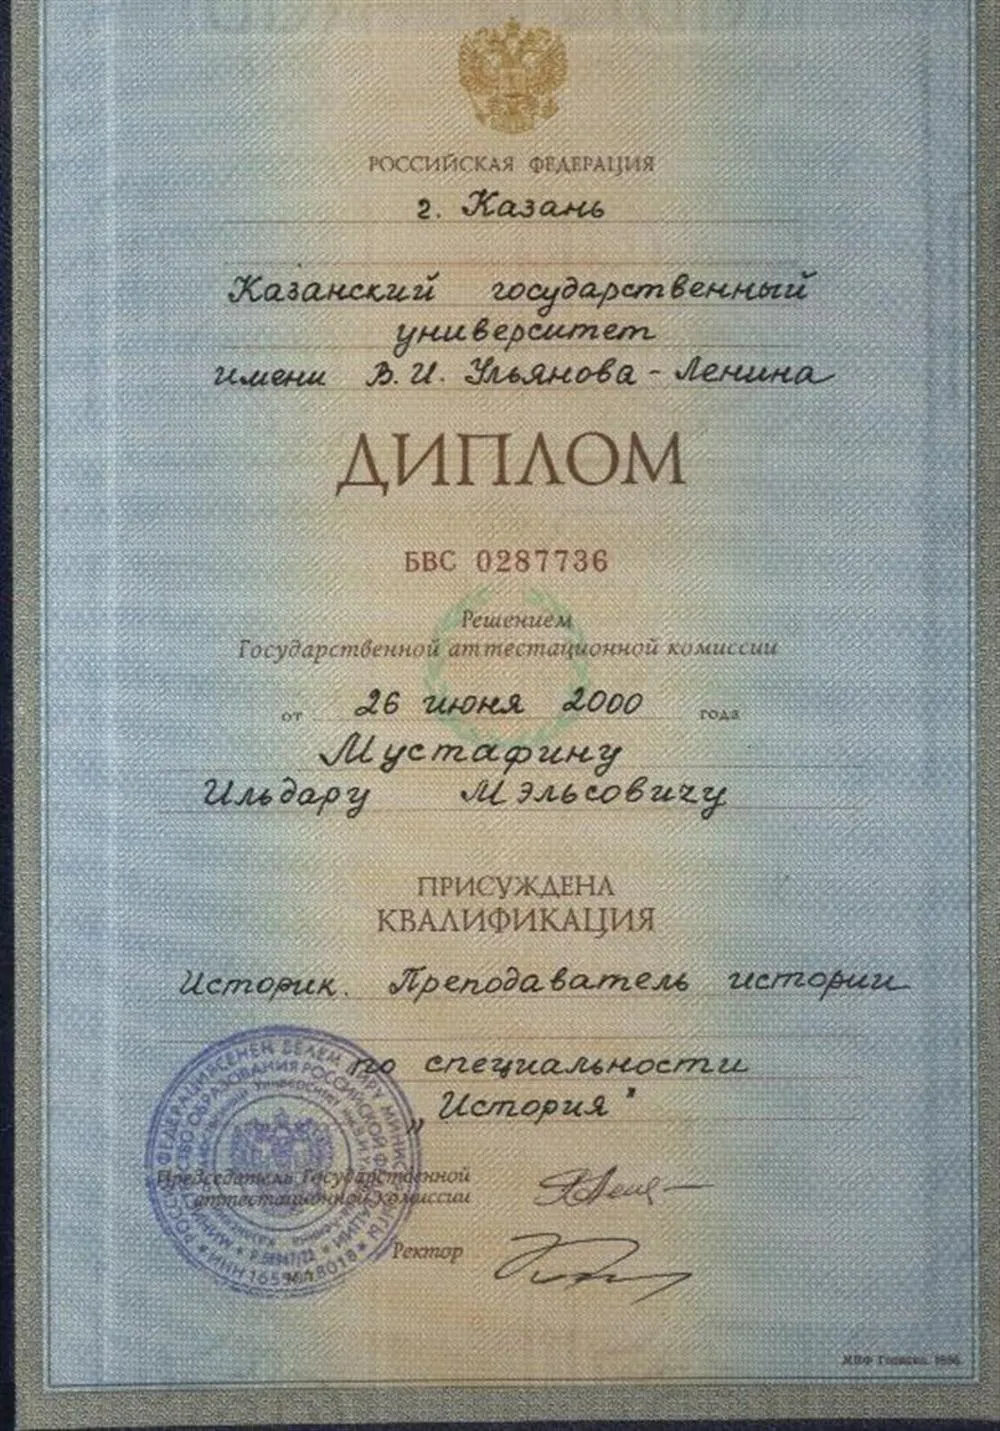 РОССИЙСКАЯ ФЕДЕРАЦИЯ
г. Казань
Казанский государственный
университет
имени В.И. Ульянова-Ленина
ДИПЛОМ
БВС 0287736
Решением
Государственной аттестационной комиссии
от 26 июня 2000 года
Мустафину
Ильдару Мэльсовичу
ПРИСУЖДЕНА
КВАЛИФИКАЦИЯ
Историк. Преподаватель истории
по специальности
„История"
Председатель Государственной
аттестационной комиссии
Ректор